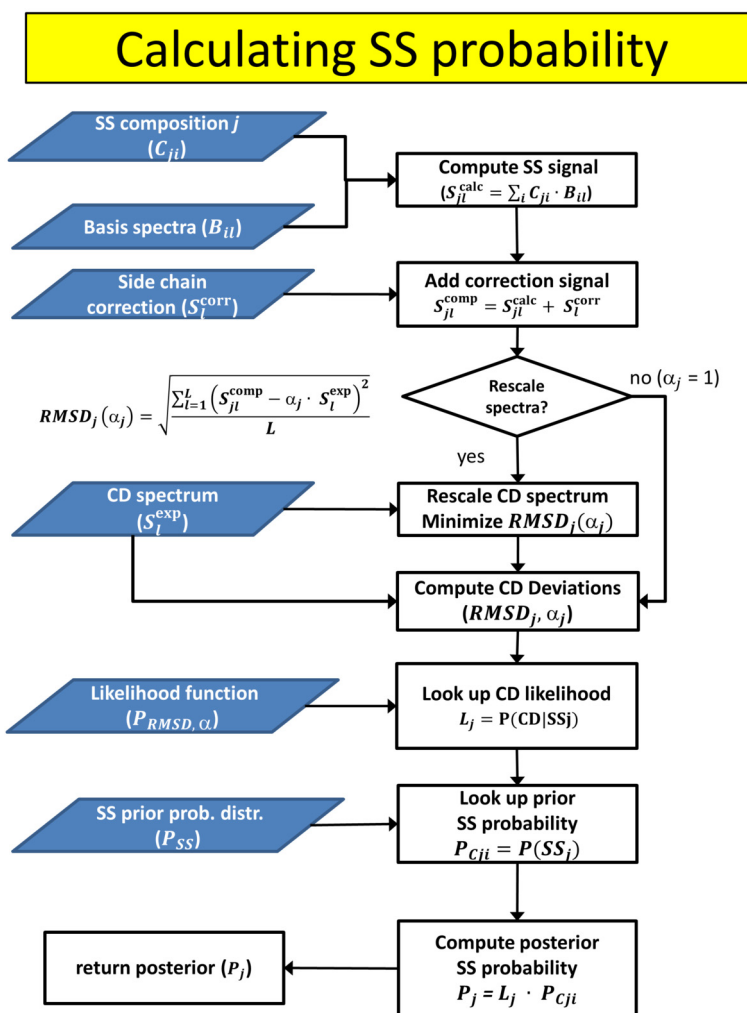 Calculating SS probability
SS composition j
(C_ji)
Compute SS signal
(S_jl^calc = ∑_i C_ji · B_il)
Basis spectra (B_il)
Side chain
correction (S_l^corr)
Add correction signal
S_jl^comp = S_jl^calc + S_l^corr
RMSD_j(α_j) = √(∑_{l=1}^L (S_jl^comp − α_j · S_l^exp)^2 / L)
Rescale
spectra?
no (α_j = 1)
yes
CD spectrum
(S_l^exp)
Rescale CD spectrum
Minimize RMSD_j(α_j)
Compute CD Deviations
(RMSD_j, α_j)
Likelihood function
(P_RMSD, α)
Look up CD likelihood
L_j = P(CD|SSj)
SS prior prob. distr.
(P_SS)
Look up prior
SS probability
P_Cji = P(SS_j)
Compute posterior
SS probability
P_j = L_j · P_Cji
return posterior (P_j)